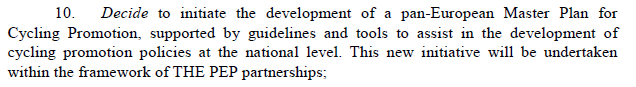 10. Decide to initiate the development of a pan-European Master Plan for
Cycling Promotion, supported by guidelines and tools to assist in the development of
cycling promotion policies at the national level. This new initiative will be undertaken
within the framework of THE PEP partnerships;